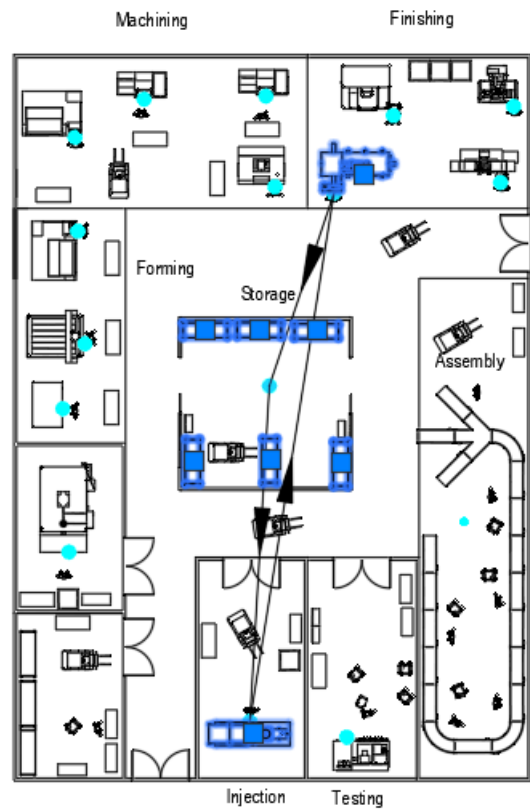 Machining
Finishing
Forming
Storage
Assembly
Injection
Testing